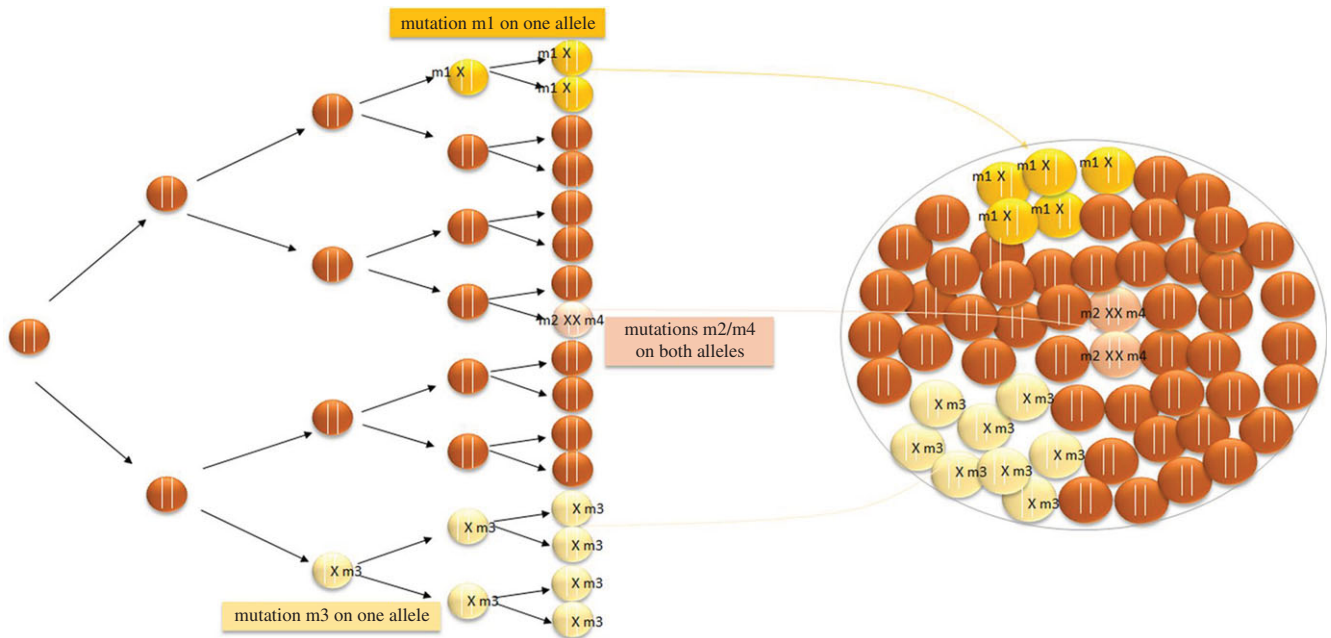 mutation m1 on one allele
m1 X
m1 X
m1 X
m2 XX m4
mutations m2/m4
on both alleles
X m3
X m3
X m3
X m3
X m3
X m3
X m3
mutation m3 on one allele
m1 X
m1 X
m1 X
m1 X
m1 X
m2 XX m4
m2 XX m4
X m3
X m3
X m3
X m3
X m3
X m3
X m3
X m3